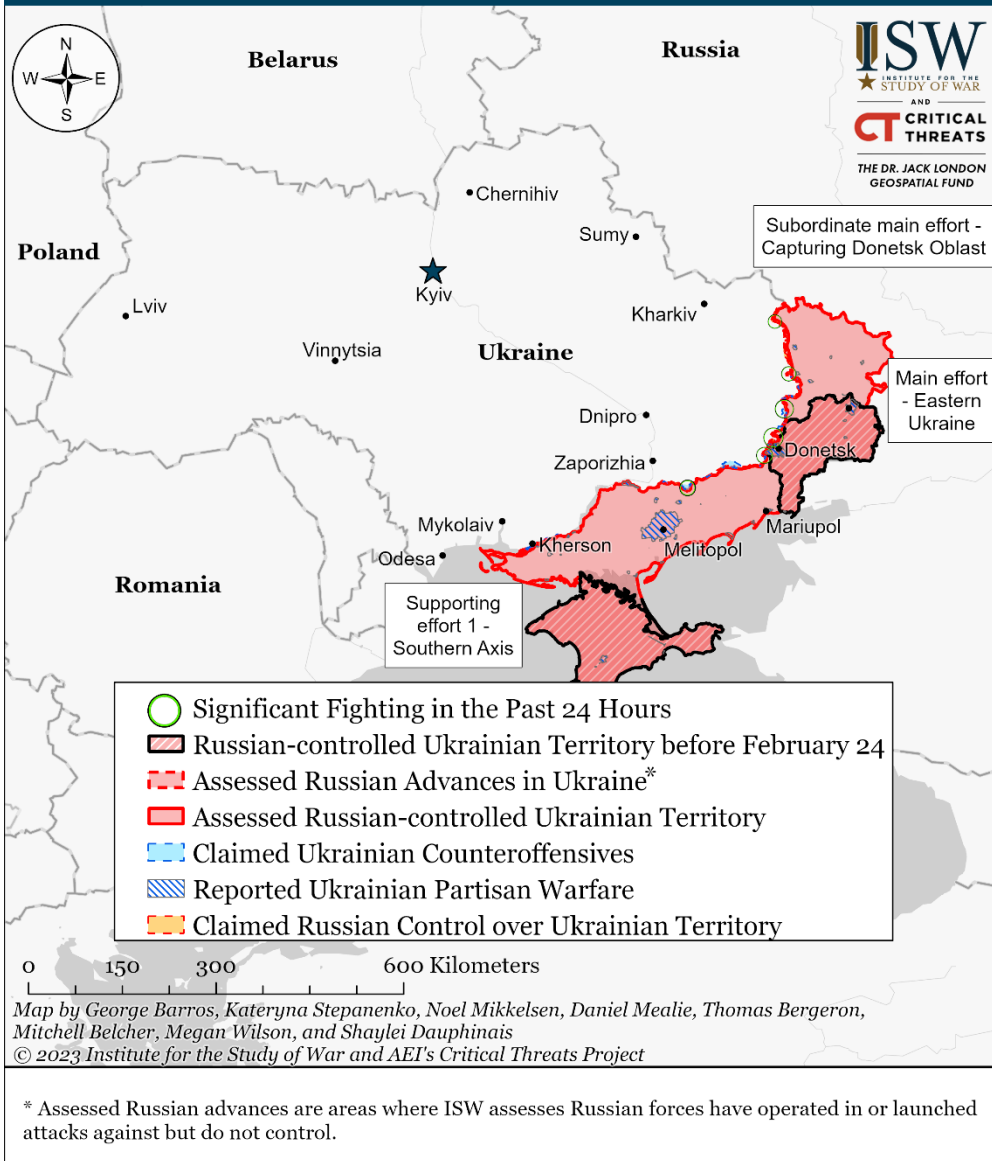 N
W E
S
Belarus
Russia
ISW
INSTITUTE FOR THE
STUDY OF WAR
AND
CT CRITICAL
THREATS
THE DR. JACK LONDON
GEOSPATIAL FUND
Chernihiv
Subordinate main effort -
Capturing Donetsk Oblast
Sumy
Poland
Kyiv
Lviv
Kharkiv
Vinnytsia
Ukraine
Main effort
- Eastern
Ukraine
Dnipro
Donetsk
Zaporizhia
Mykolaiv
Mariupol
Kherson
Odesa
Melitopol
Romania
Supporting
effort 1 -
Southern Axis
Significant Fighting in the Past 24 Hours
Russian-controlled Ukrainian Territory before February 24
Assessed Russian Advances in Ukraine*
Assessed Russian-controlled Ukrainian Territory
Claimed Ukrainian Counteroffensives
Reported Ukrainian Partisan Warfare
Claimed Russian Control over Ukrainian Territory
0 150 300 600 Kilometers
Map by George Barros, Kateryna Stepanenko, Noel Mikkelsen, Daniel Mealie, Thomas Bergeron,
Mitchell Belcher, Megan Wilson, and Shaylei Dauphinais
© 2023 Institute for the Study of War and AEI's Critical Threats Project
* Assessed Russian advances are areas where ISW assesses Russian forces have operated in or launched
attacks against but do not control.